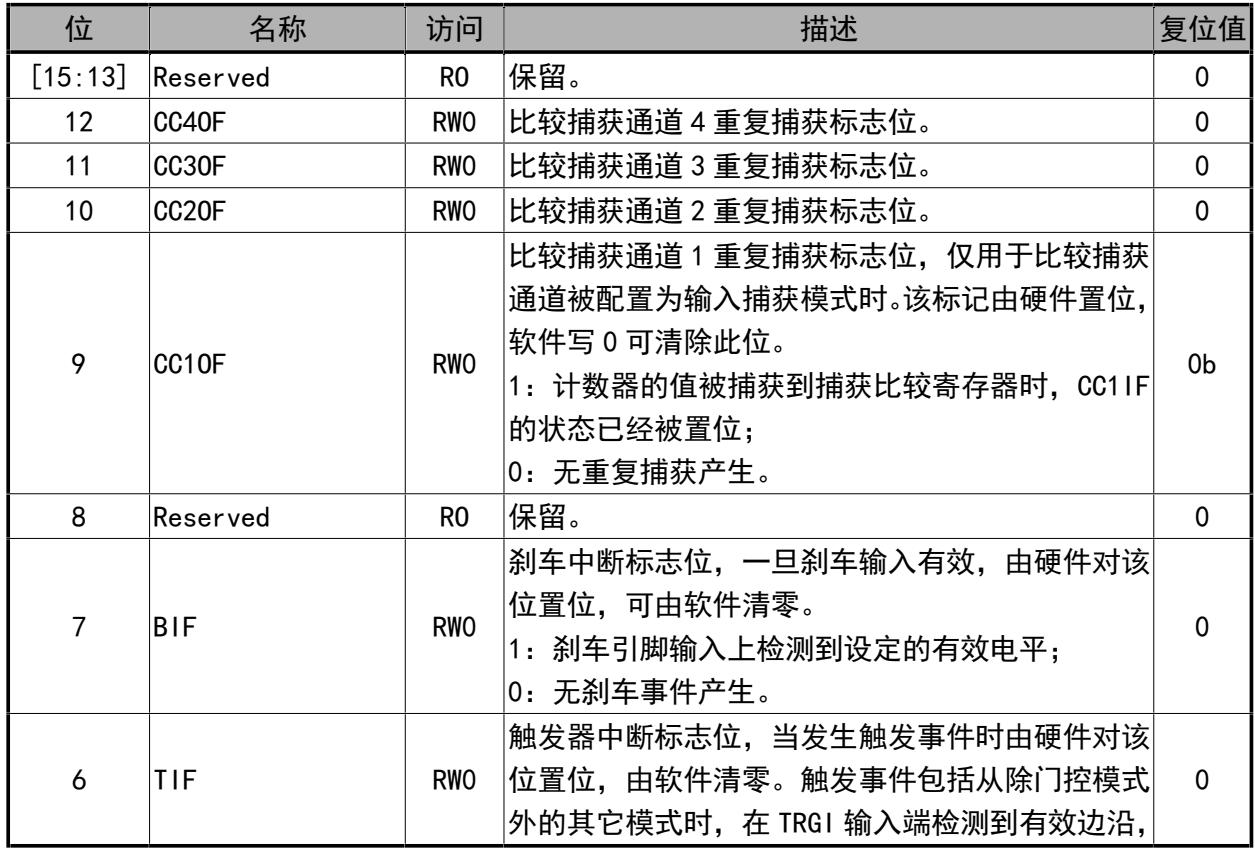 位 名称 访问 描述 复位值
[15:13] Reserved RO 保留。 0
12 CC4OF RW0 比较捕获通道 4 重复捕获标志位。 0
11 CC3OF RW0 比较捕获通道 3 重复捕获标志位。 0
10 CC2OF RW0 比较捕获通道 2 重复捕获标志位。 0
9 CC1OF RW0 比较捕获通道 1 重复捕获标志位，仅用于比较捕获
通道被配置为输入捕获模式时。该标记由硬件置位，
软件写 0 可清除此位。
1：计数器的值被捕获到捕获比较寄存器时，CC1IF
的状态已经被置位；
0：无重复捕获产生。
0b
8 Reserved RO 保留。 0
7 BIF RW0 刹车中断标志位，一旦刹车输入有效，由硬件对该
位置位，可由软件清零。
1：刹车引脚输入上检测到设定的有效电平；
0：无刹车事件产生。
0
6 TIF RW0 触发器中断标志位，当发生触发事件时由硬件对该
位置位，由软件清零。触发事件包括从除门控模式
外的其它模式时，在 TRGI 输入端检测到有效边沿，
0